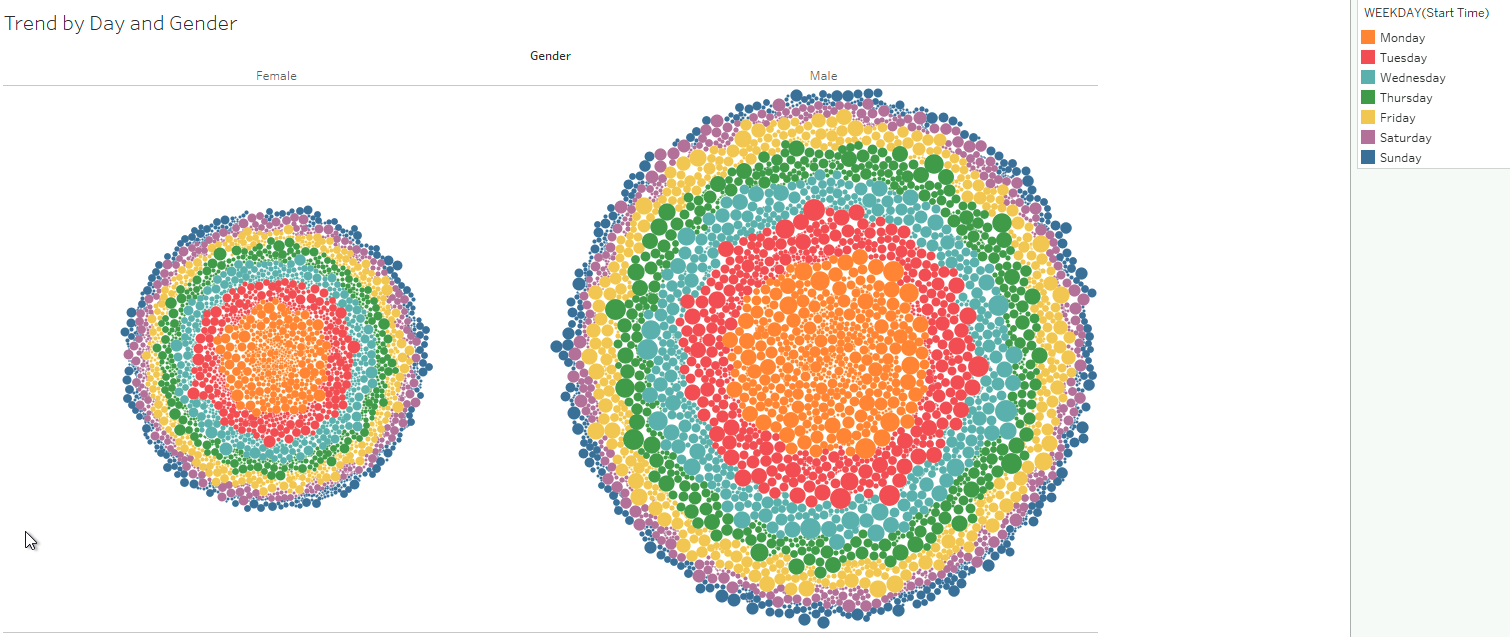 Trend by Day and Gender
Gender
Female
Male
WEEKDAY(Start Time)
Monday
Tuesday
Wednesday
Thursday
Friday
Saturday
Sunday